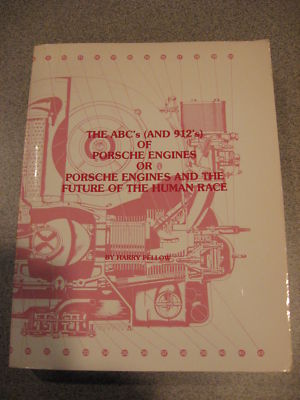 THE ABC's (AND 912's)
OF
PORSCHE ENGINES
OR
PORSCHE ENGINES AND THE
FUTURE OF THE HUMAN RACE
BY HARRY PELLOW